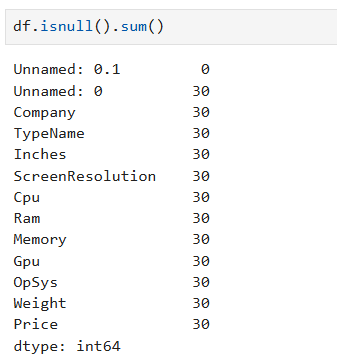 df.isnull().sum()
Unnamed: 0.1 0
Unnamed: 0 30
Company 30
TypeName 30
Inches 30
ScreenResolution 30
Cpu 30
Ram 30
Memory 30
Gpu 30
OpSys 30
Weight 30
Price 30
dtype: int64